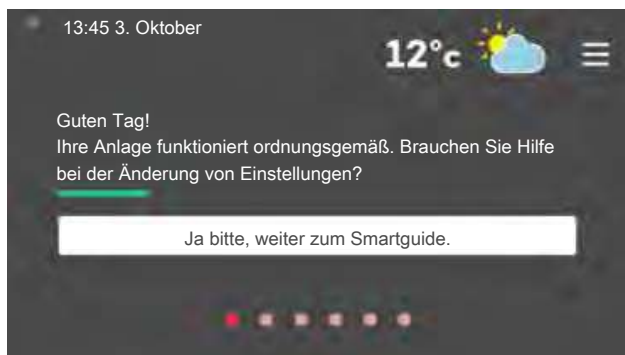 13:45 3. Oktober
12°c
Guten Tag!
Ihre Anlage funktioniert ordnungsgemäß. Brauchen Sie Hilfe
bei der Änderung von Einstellungen?
Ja bitte, weiter zum Smartguide.